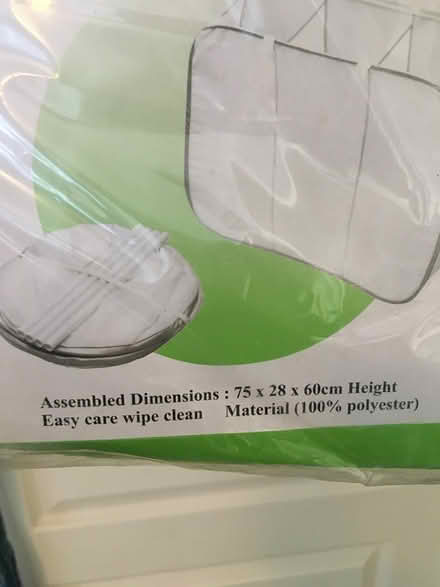 Assembled Dimensions : 75 x 28 x 60cm Height
Easy care wipe clean Material (100% polyester)